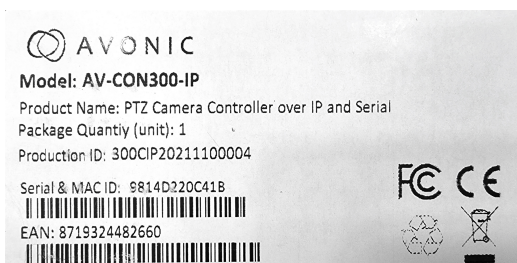 AVONIC
Model: AV-CON300-IP
Product Name: PTZ Camera Controller over IP and Serial
Package Quantiy (unit): 1
Production ID: 300CIP20211100004
Serial & MAC ID: 9814D220C41B
EAN: 8719324482660
FC CE